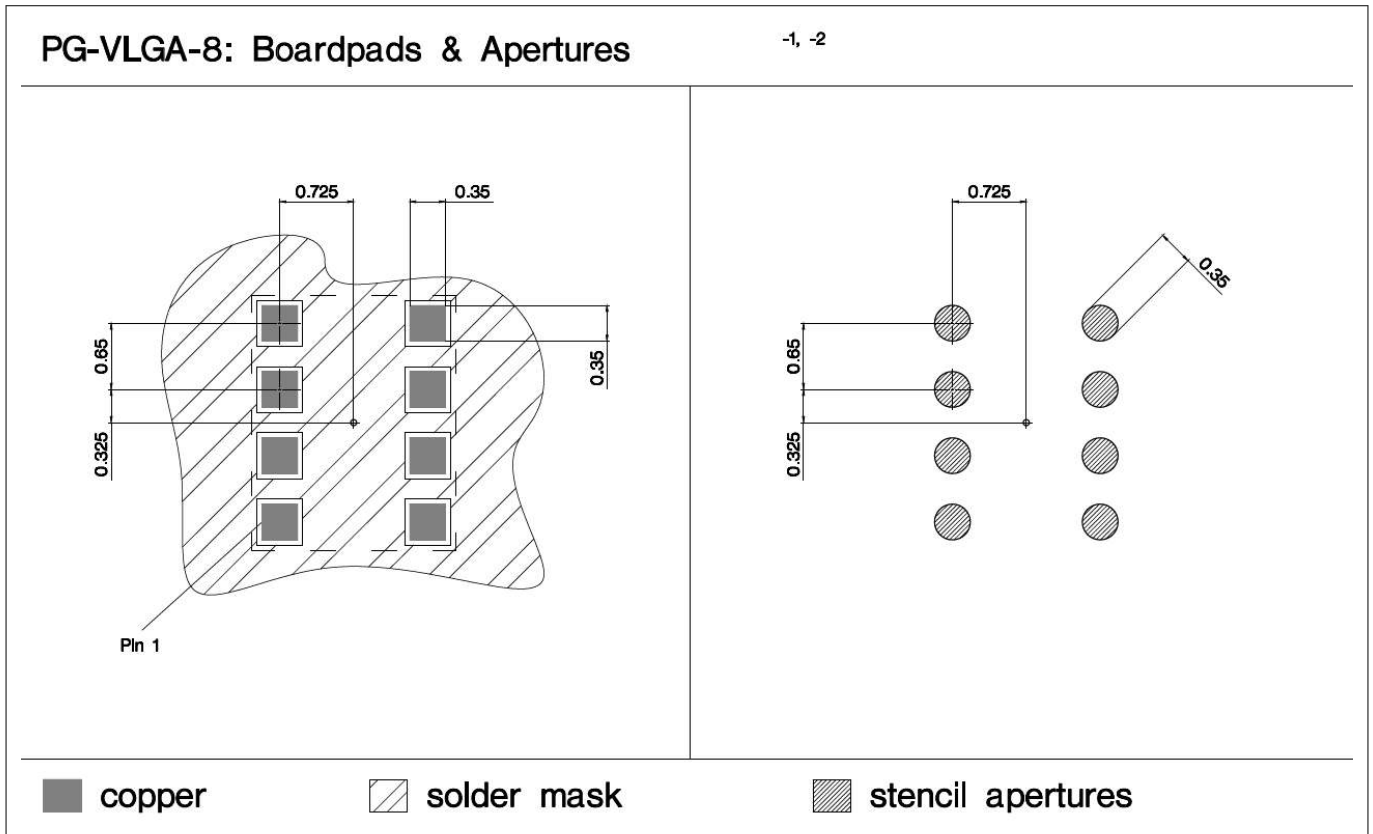 PG-VLGA-8: Boardpads & Apertures
-1, -2
0.725
0.35
0.65
0.325
0.35
Pin 1
0.725
0.35
0.65
0.325
copper
solder mask
stencil apertures